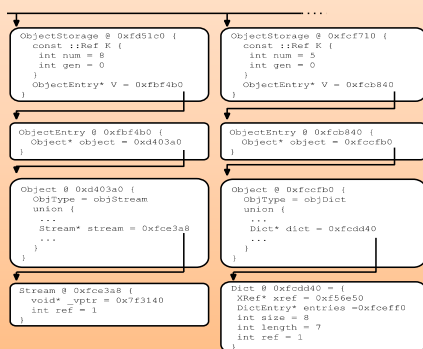 ...
ObjectStorage @ 0xfd51c0 {
const ::Ref K {
int num = 8
int gen = 0
}
ObjectEntry* V = 0xfbf4b0
}
ObjectEntry @ 0xfbf4b0 {
Object* object = 0xd403a0
}
Object @ 0xd403a0 {
ObjType = objStream
union {
...
Stream* stream = 0xfce3a8
...
}
}
Stream @ 0xfce3a8 {
void* _vptr = 0x7f3140
int ref = 1
}
ObjectStorage @ 0xfcf710 {
const ::Ref K {
int num = 5
int gen = 0
}
ObjectEntry* V = 0xfcb840
}
ObjectEntry @ 0xfcb840 {
Object* object = 0xfccfb0
}
Object @ 0xfccfb0 {
ObjType = objDict
union {
...
Dict* dict = 0xfcdd40
...
}
}
Dict @ 0xfcdd40 = {
XRef* xref = 0xf56e50
DictEntry* entries =0xfceff0
int size = 8
int length = 7
int ref = 1
}